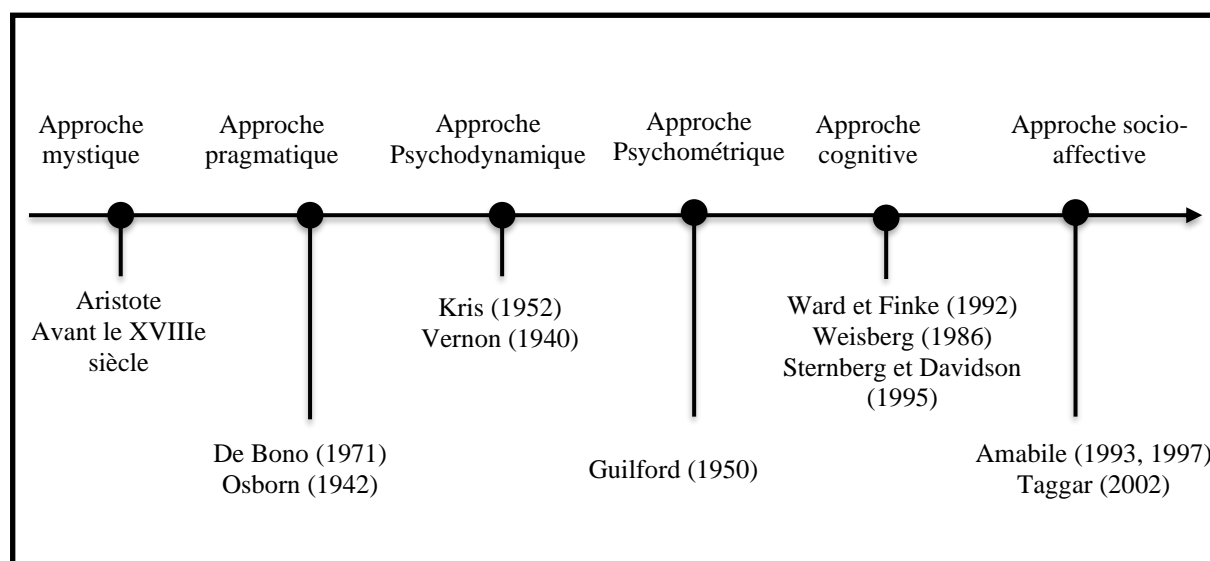 Approche
mystique
Approche
pragmatique
Approche
Psychodynamique
Approche
Psychométrique
Approche
cognitive
Approche socio-
affective
Aristote
Avant le XVIIIe
siècle
De Bono (1971)
Osborn (1942)
Kris (1952)
Vernon (1940)
Guilford (1950)
Ward et Finke (1992)
Weisberg (1986)
Sternberg et Davidson
(1995)
Amabile (1993, 1997)
Taggar (2002)